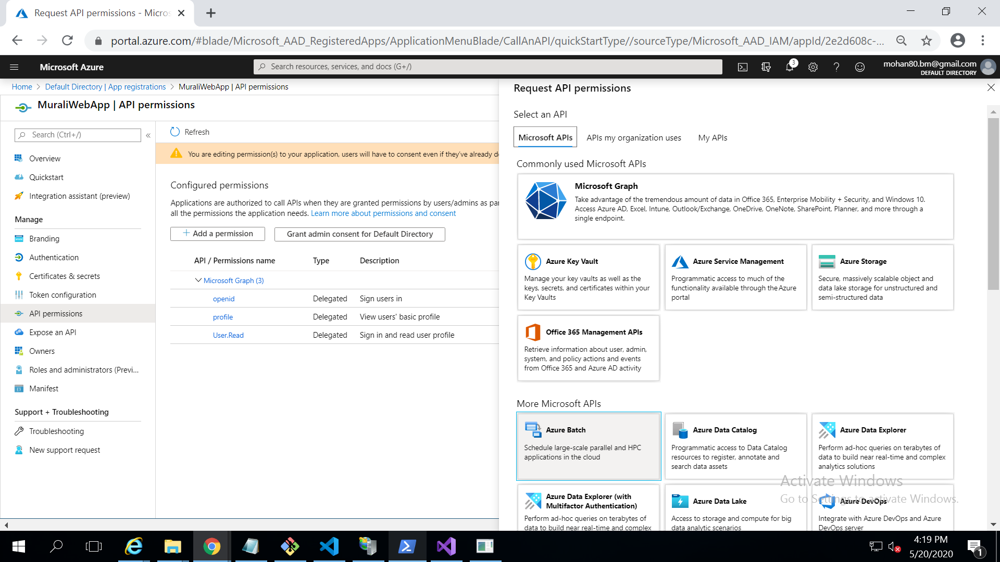 Request API permissions - Micros
portal.azure.com/#blade/Microsoft_AAD_RegisteredApps/ApplicationMenuBlade/CallAnAPI/quickStartType//sourceType/Microsoft_AAD_IAM/appId/2e2d608c-...
Microsoft Azure
Search resources, services, and docs (G+/)
3
mohan80.bm@gmail.com
DEFAULT DIRECTORY
Home > Default Directory | App registrations > MuraliWebApp | API permissions
MuraliWebApp | API permissions
Search (Ctrl+/)
«
Overview
Quickstart
Integration assistant (preview)
Manage
Branding
Authentication
Certificates & secrets
Token configuration
API permissions
Expose an API
Owners
Roles and administrators (Previ...
Manifest
Support + Troubleshooting
Troubleshooting
New support request
Refresh
You are editing permission(s) to your application, users will have to consent even if they've already d
Configured permissions
Applications are authorized to call APIs when they are granted permissions by users/admins as par
all the permissions the application needs. Learn more about permissions and consent
+ Add a permission
Grant admin consent for Default Directory
API / Permissions name Type Description
Microsoft Graph (3)
openid Delegated Sign users in
profile Delegated View users' basic profile
User.Read Delegated Sign in and read user profile
Request API permissions
Select an API
Microsoft APIs APIs my organization uses My APIs
Commonly used Microsoft APIs
Microsoft Graph
Take advantage of the tremendous amount of data in Office 365, Enterprise Mobility + Security, and Windows 10.
Access Azure AD, Excel, Intune, Outlook/Exchange, OneDrive, OneNote, SharePoint, Planner, and more through a
single endpoint.
Azure Key Vault
Manage your key vaults as well as the
keys, secrets, and certificates within your
Key Vaults
Azure Service Management
Programmatic access to much of the
functionality available through the Azure
portal
Azure Storage
Secure, massively scalable object and
data lake storage for unstructured and
semi-structured data
Office 365 Management APIs
Retrieve information about user, admin,
system, and policy actions and events
from Office 365 and Azure AD activity
More Microsoft APIs
Azure Batch
Schedule large-scale parallel and HPC
applications in the cloud
Azure Data Catalog
Programmatic access to Data Catalog
resources to register, annotate and
search data assets
Azure Data Explorer
Perform ad-hoc queries on terabytes of
data to build near real-time and complex
analytics solutions
Azure Data Explorer (with
Multifactor Authentication)
Perform ad-hoc queries on terabytes of
data to build near real-time and complex
Azure Data Lake
Access to storage and compute for big
data analytic scenarios
Azure DevOps
Integrate with Azure DevOps and Azure
DevOps server
Activate Windows
Go to Settings to activate Windows.
4:19 PM
5/20/2020
1